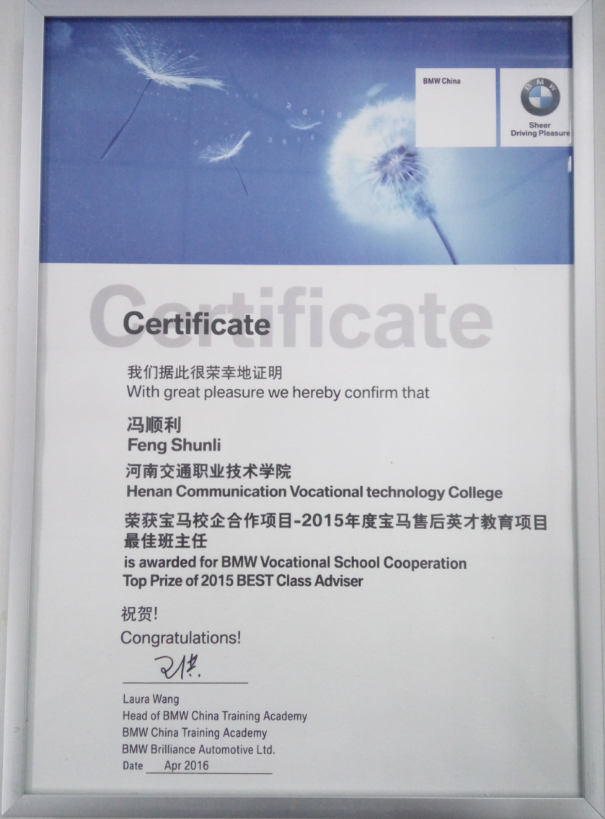 BMW China
BMW
Sheer
Driving Pleasure
Certificate
Certificate
我们据此很荣幸地证明
With great pleasure we hereby confirm that
冯顺利
Feng Shunli
河南交通职业技术学院
Henan Communication Vocational technology College
荣获宝马校企合作项目-2015年度宝马售后英才教育项目
最佳班主任
is awarded for BMW Vocational School Cooperation
Top Prize of 2015 BEST Class Adviser
祝贺!
Congratulations!
Laura Wang
Head of BMW China Training Academy
BMW China Training Academy
BMW Brilliance Automotive Ltd.
Date Apr 2016